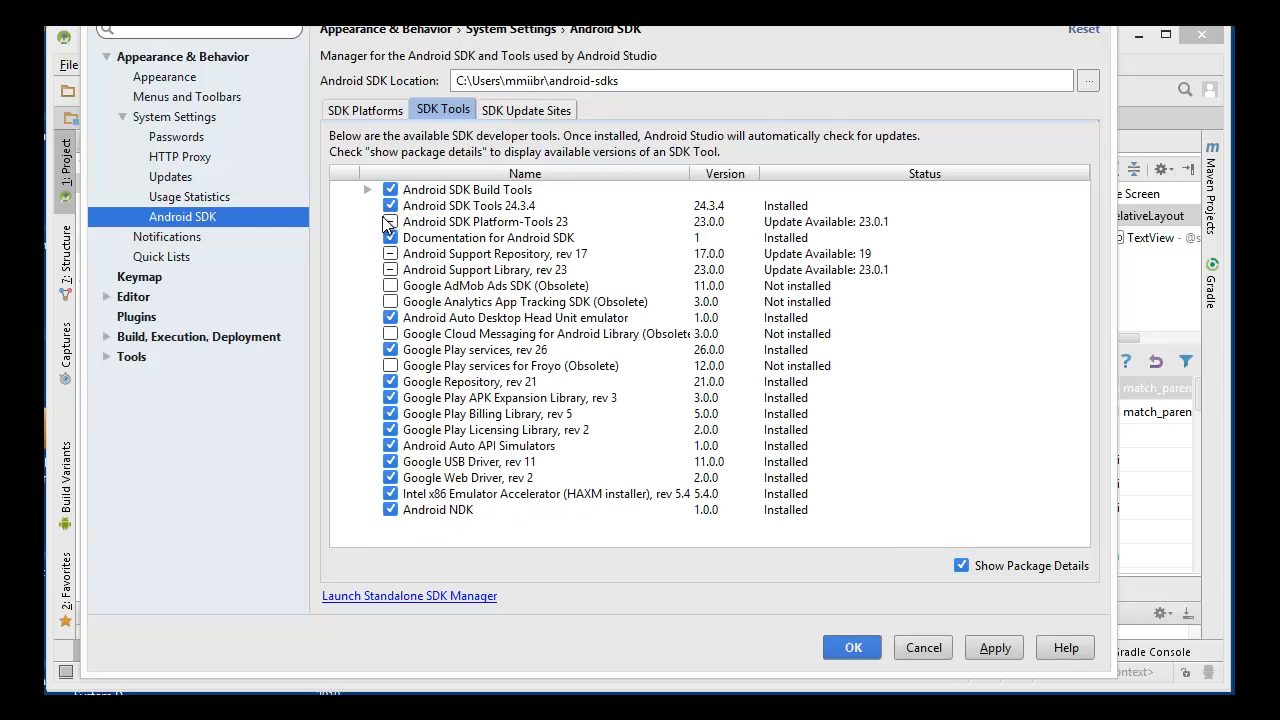 Appearance & Behavior › System Settings › Android SDK
Reset
File
Appearance & Behavior
Appearance
Menus and Toolbars
System Settings
Passwords
HTTP Proxy
Updates
Usage Statistics
Android SDK
Notifications
Quick Lists
Keymap
Editor
Plugins
Build, Execution, Deployment
Tools
Manager for the Android SDK and Tools used by Android Studio
Android SDK Location: C:\Users\mmiibr\android-sdks ...
SDK Platforms SDK Tools SDK Update Sites
Below are the available SDK developer tools. Once installed, Android Studio will automatically check for updates.
Check "show package details" to display available versions of an SDK Tool.
Name Version Status
Android SDK Build Tools
Android SDK Tools 24.3.4 24.3.4 Installed
Android SDK Platform-Tools 23 23.0.0 Update Available: 23.0.1
Documentation for Android SDK 1 Installed
Android Support Repository, rev 17 17.0.0 Update Available: 19
Android Support Library, rev 23 23.0.0 Update Available: 23.0.1
Google AdMob Ads SDK (Obsolete) 11.0.0 Not installed
Google Analytics App Tracking SDK (Obsolete) 3.0.0 Not installed
Android Auto Desktop Head Unit emulator 1.0.0 Installed
Google Cloud Messaging for Android Library (Obsolete 3.0.0 Not installed
Google Play services, rev 26 26.0.0 Installed
Google Play services for Froyo (Obsolete) 12.0.0 Not installed
Google Repository, rev 21 21.0.0 Installed
Google Play APK Expansion Library, rev 3 3.0.0 Installed
Google Play Billing Library, rev 5 5.0.0 Installed
Google Play Licensing Library, rev 2 2.0.0 Installed
Android Auto API Simulators 1.0.0 Installed
Google USB Driver, rev 11 11.0.0 Installed
Google Web Driver, rev 2 2.0.0 Installed
Intel x86 Emulator Accelerator (HAXM installer), rev 5.4 5.4.0 Installed
Android NDK 1.0.0 Installed
Show Package Details
Launch Standalone SDK Manager
OK Cancel Apply Help
1: Project
7: Structure
Captures
Build Variants
2: Favorites
Maven Projects
Gradle
e Screen
elativeLayout
TextView - @s
match_paren
match_paren
Gradle Console
ontext>